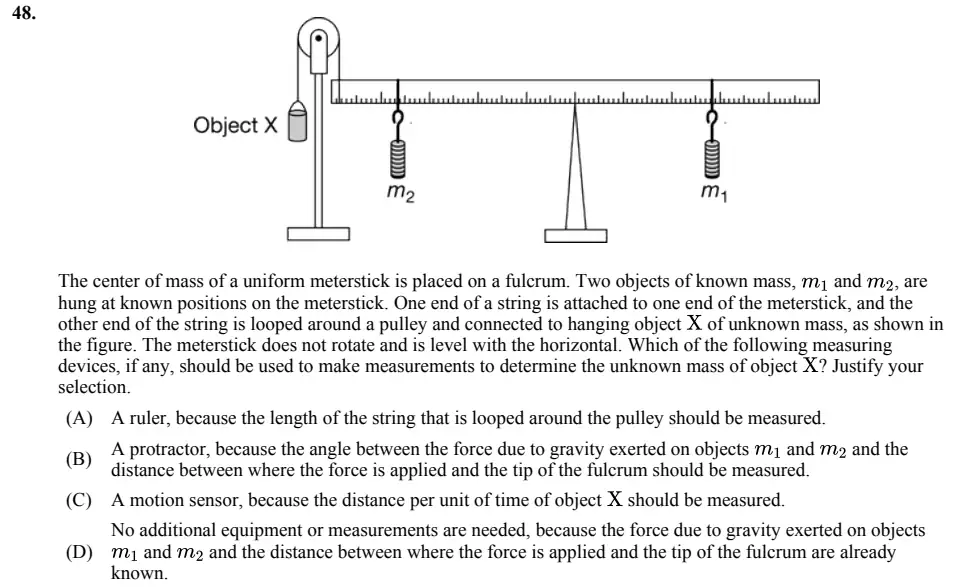 48.
Object X
m2
m1
The center of mass of a uniform meterstick is placed on a fulcrum. Two objects of known mass, m1 and m2, are
hung at known positions on the meterstick. One end of a string is attached to one end of the meterstick, and the
other end of the string is looped around a pulley and connected to hanging object X of unknown mass, as shown in
the figure. The meterstick does not rotate and is level with the horizontal. Which of the following measuring
devices, if any, should be used to make measurements to determine the unknown mass of object X? Justify your
selection.
(A) A ruler, because the length of the string that is looped around the pulley should be measured.
(B) A protractor, because the angle between the force due to gravity exerted on objects m1 and m2 and the
distance between where the force is applied and the tip of the fulcrum should be measured.
(C) A motion sensor, because the distance per unit of time of object X should be measured.
No additional equipment or measurements are needed, because the force due to gravity exerted on objects
(D) m1 and m2 and the distance between where the force is applied and the tip of the fulcrum are already
known.